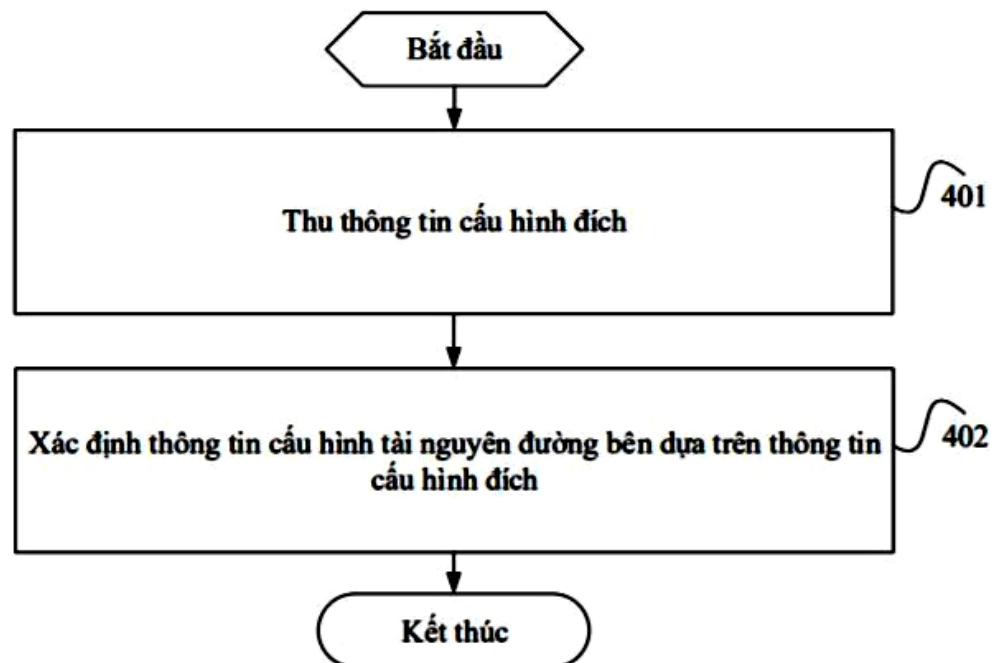 Bắt đầu
Thu thông tin cấu hình đích
401
Xác định thông tin cấu hình tài nguyên đường bên dựa trên thông tin
cấu hình đích
402
Kết thúc